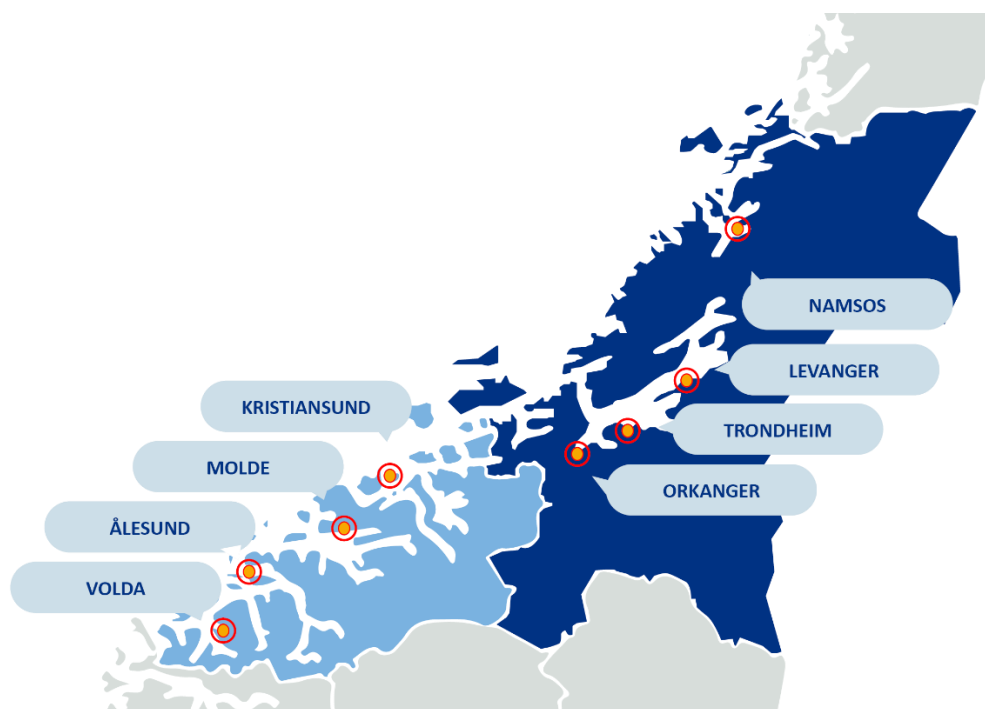 NAMSOS
LEVANGER
KRISTIANSUND
TRONDHEIM
MOLDE
ORKANGER
ÅLESUND
VOLDA